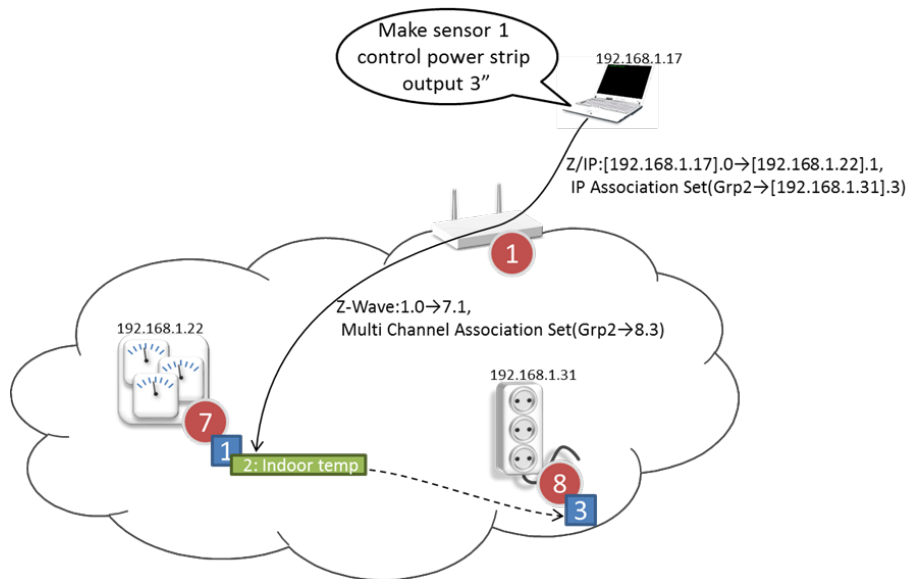 Make sensor 1
control power strip
output 3”
192.168.1.17
Z/IP:[192.168.1.17].0→[192.168.1.22].1,
IP Association Set(Grp2→[192.168.1.31].3)
1
Z-Wave:1.0→7.1,
Multi Channel Association Set(Grp2→8.3)
192.168.1.22
192.168.1.31
7
1
2: Indoor temp
8
3